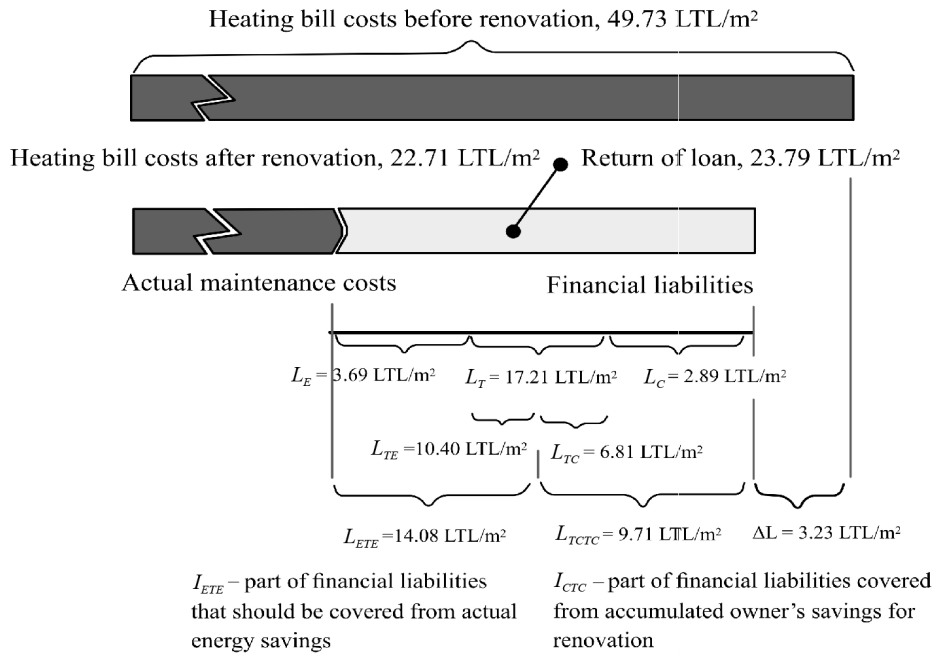 Heating bill costs before renovation, 49.73 LTL/m²
Heating bill costs after renovation, 22.71 LTL/m²
Return of loan, 23.79 LTL/m²
Actual maintenance costs
Financial liabilities
L_E = 3.69 LTL/m²
L_T = 17.21 LTL/m²
L_C = 2.89 LTL/m²
L_TE =10.40 LTL/m²
L_TC = 6.81 LTL/m²
L_ETE =14.08 LTL/m²
L_TCTC = 9.71 LTL/m²
ΔL = 3.23 LTL/m²
I_ETE – part of financial liabilities
that should be covered from actual
energy savings
I_CTC – part of financial liabilities covered
from accumulated owner's savings for
renovation